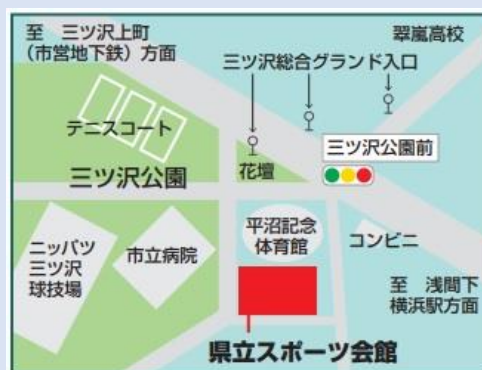 至 三ツ沢上町
（市営地下鉄）方面
翠嵐高校
三ツ沢総合グランド入口
テニスコート
三ツ沢公園前
三ツ沢公園
花壇
平沼記念
体育館
コンビニ
ニッパツ
三ツ沢
球技場
市立病院
至 浅間下
横浜駅方面
県立スポーツ会館